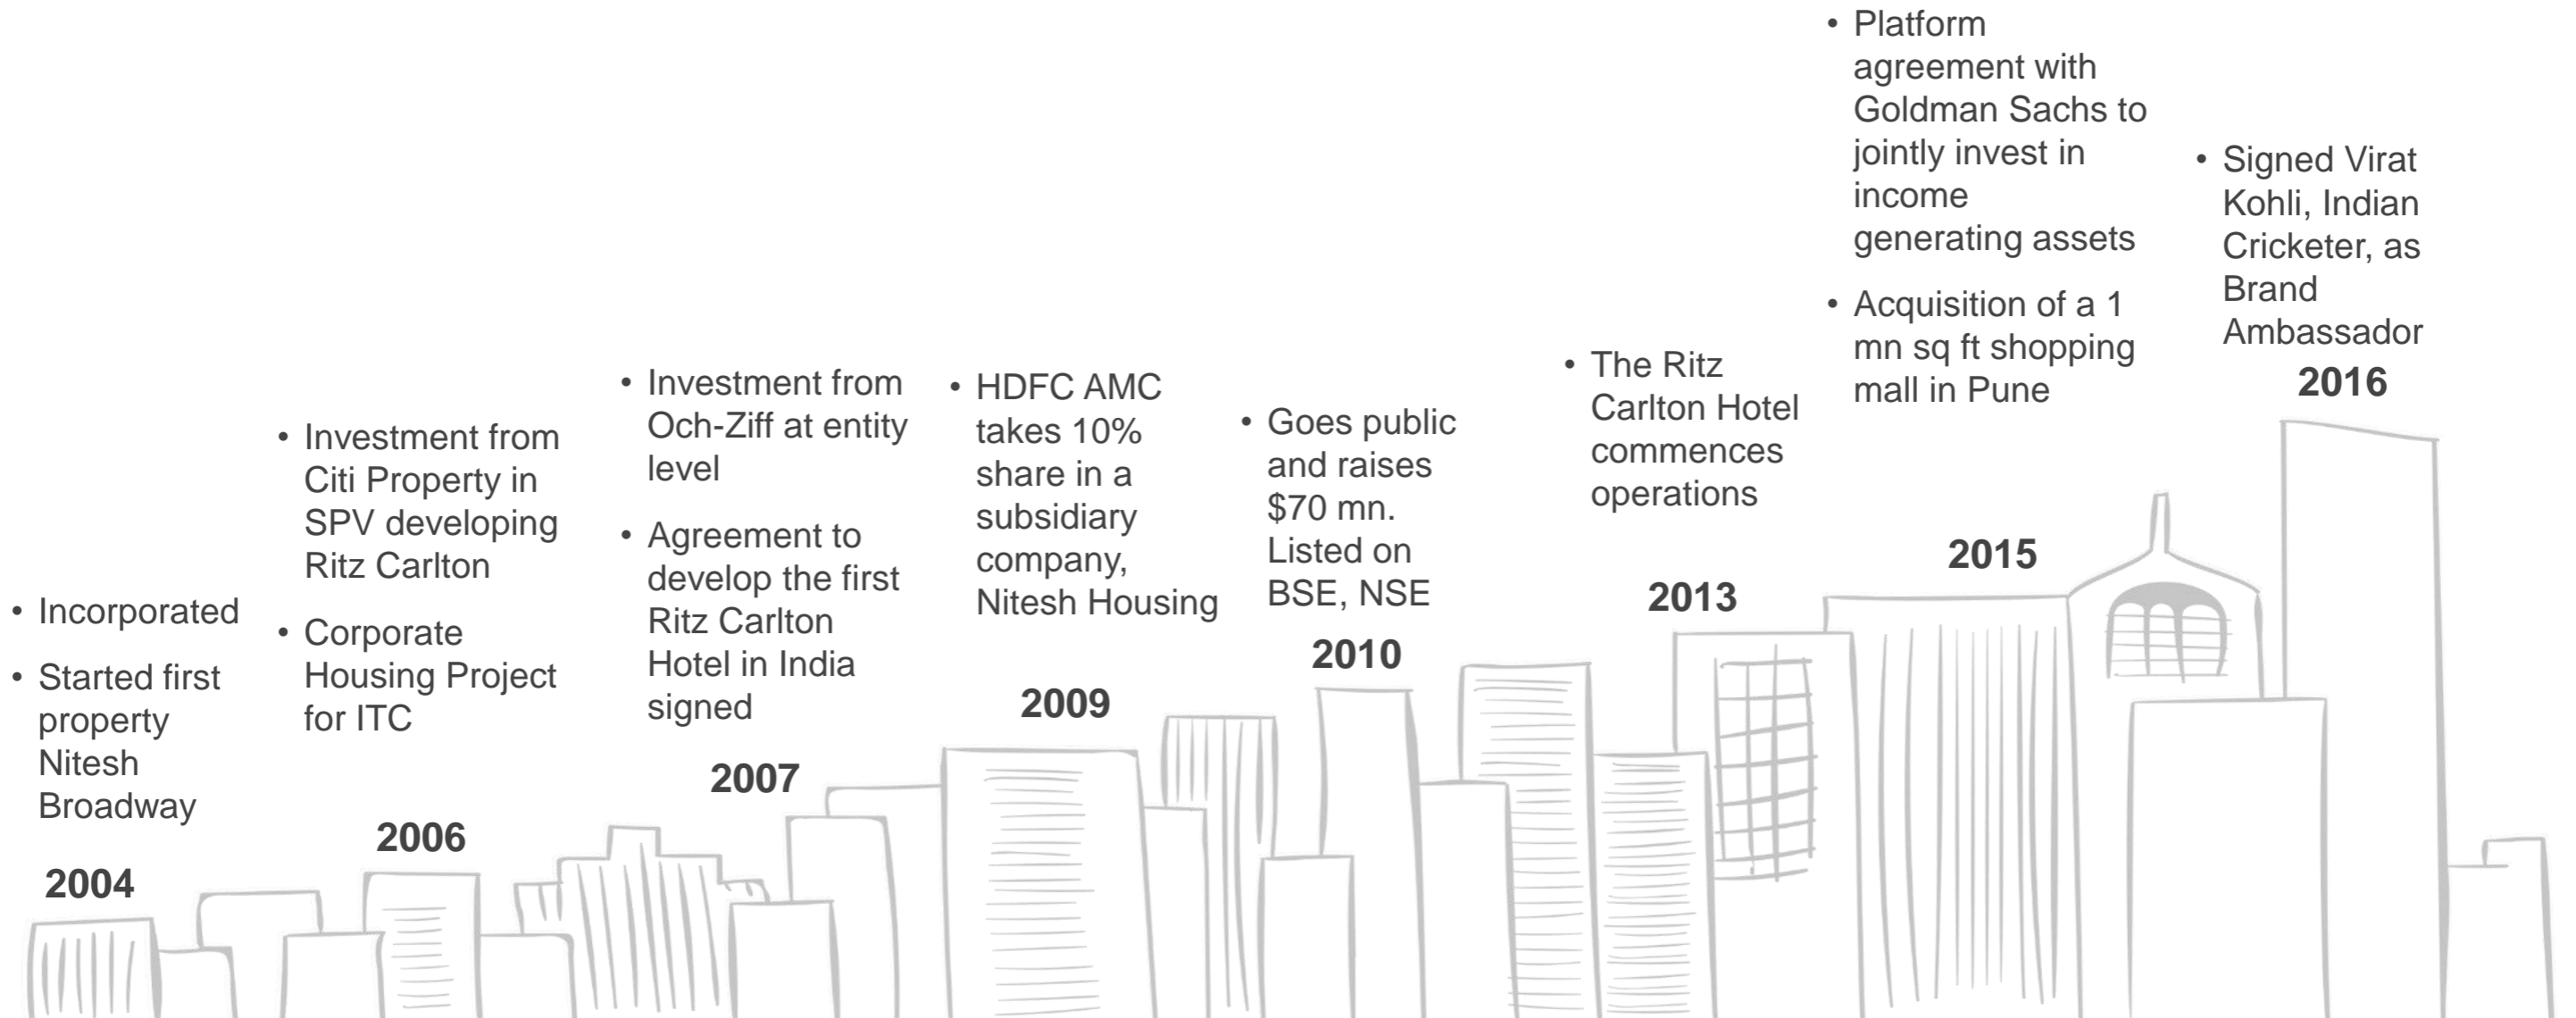 • Incorporated
• Started first
property
Nitesh
Broadway
2004
• Investment from
Citi Property in
SPV developing
Ritz Carlton
• Corporate
Housing Project
for ITC
2006
• Investment from
Och-Ziff at entity
level
• Agreement to
develop the first
Ritz Carlton
Hotel in India
signed
2007
• HDFC AMC
takes 10%
share in a
subsidiary
company,
Nitesh Housing
2009
• Goes public
and raises
$70 mn.
Listed on
BSE, NSE
2010
• The Ritz
Carlton Hotel
commences
operations
2013
• Platform
agreement with
Goldman Sachs to
jointly invest in
income
generating assets
• Acquisition of a 1
mn sq ft shopping
mall in Pune
2015
• Signed Virat
Kohli, Indian
Cricketer, as
Brand
Ambassador
2016